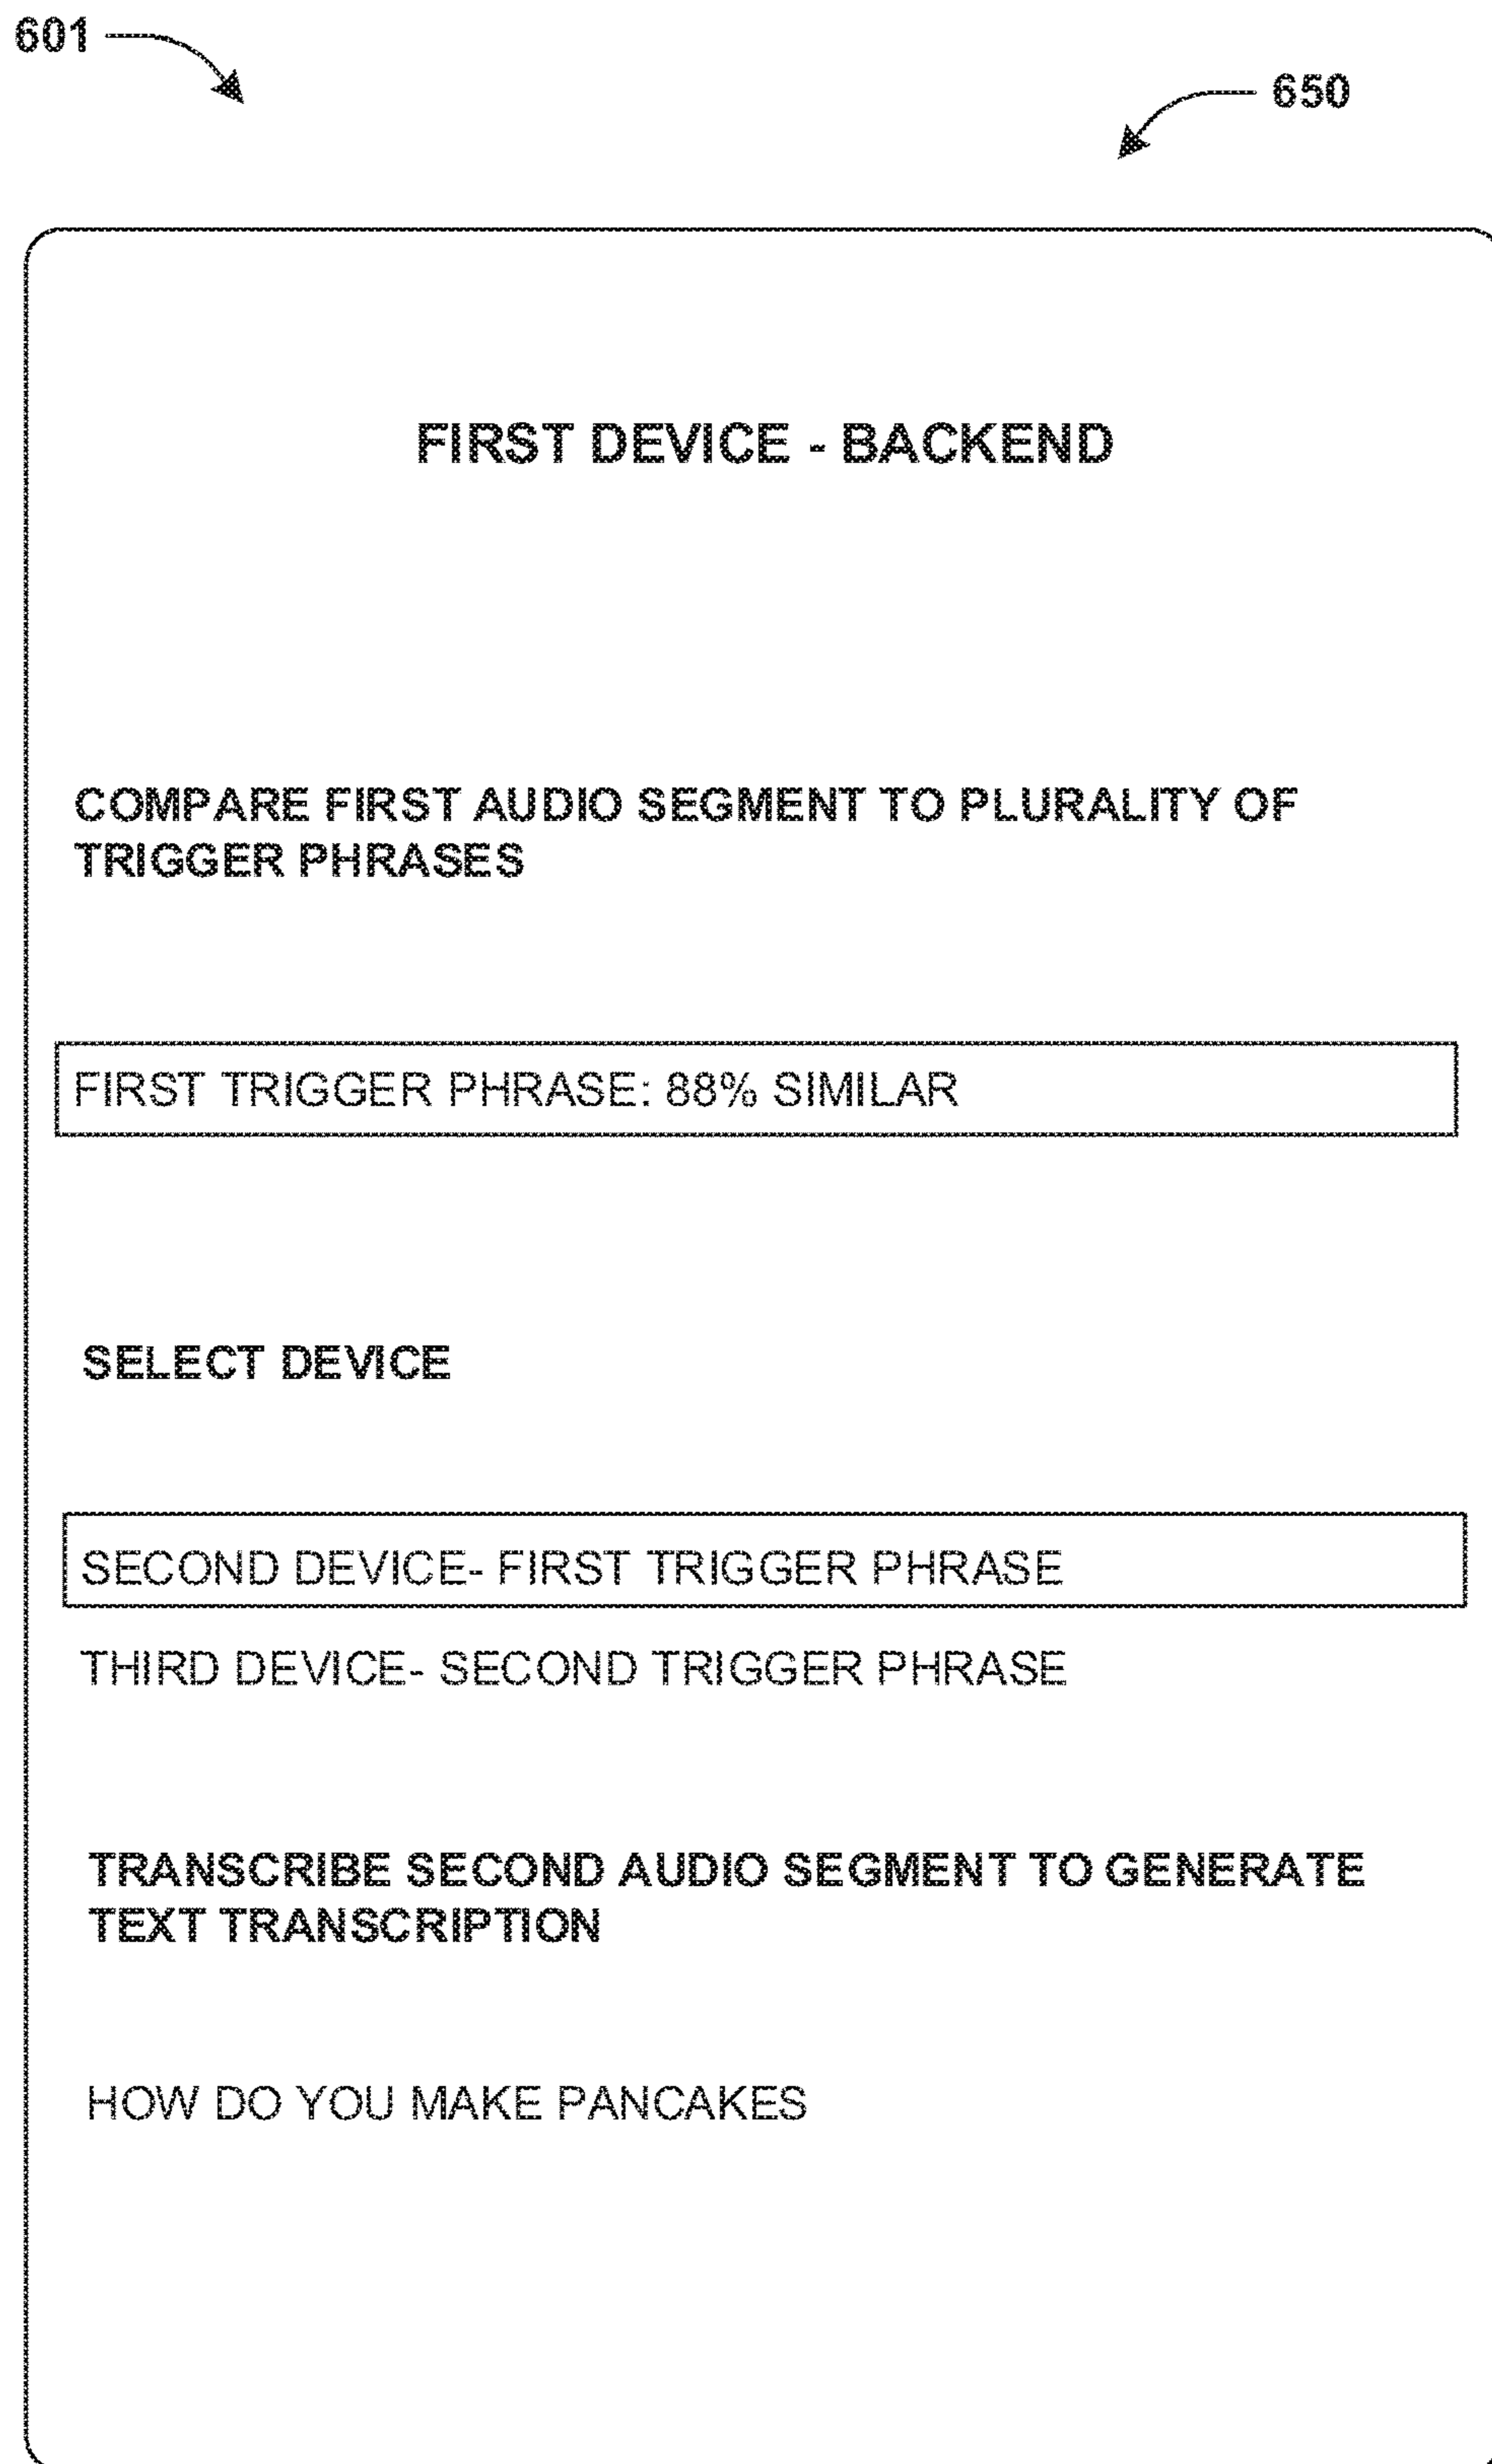 601
650
FIRST DEVICE - BACKEND
COMPARE FIRST AUDIO SEGMENT TO PLURALITY OF
TRIGGER PHRASES
FIRST TRIGGER PHRASE: 88% SIMILAR
SELECT DEVICE
SECOND DEVICE- FIRST TRIGGER PHRASE
THIRD DEVICE- SECOND TRIGGER PHRASE
TRANSCRIBE SECOND AUDIO SEGMENT TO GENERATE
TEXT TRANSCRIPTION
HOW DO YOU MAKE PANCAKES